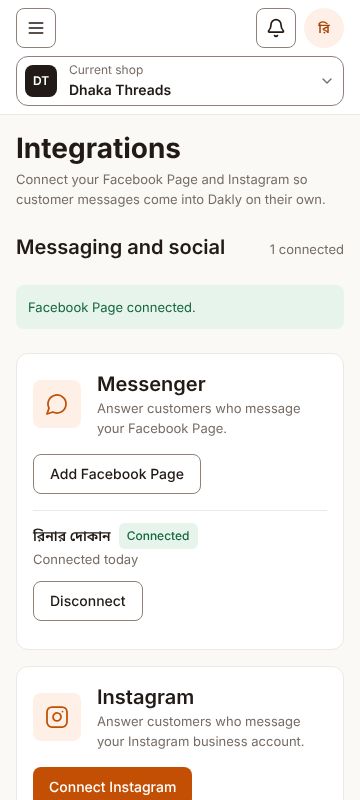 রি
DT
Current shop
Dhaka Threads
Integrations
Connect your Facebook Page and Instagram so
customer messages come into Dakly on their own.
Messaging and social
1 connected
Facebook Page connected.
Messenger
Answer customers who message
your Facebook Page.
Add Facebook Page
রিনার দোকান
Connected
Connected today
Disconnect
Instagram
Answer customers who message
your Instagram business account.
Connect Instagram